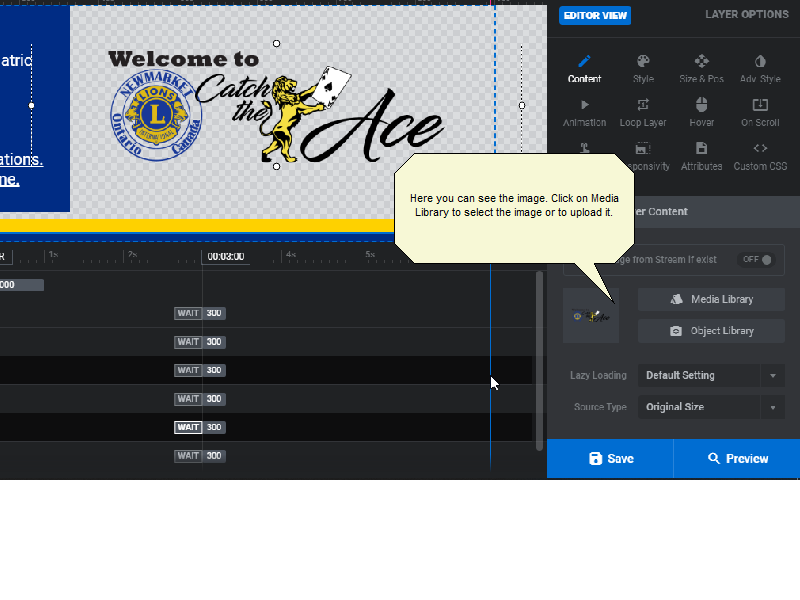 EDITOR VIEW
LAYER OPTIONS
atric
ations.
ne.
Welcome to
Catch
the
Ace
NEWMARKET
LIONS
L
INTERNATIONAL
Ontario Canada
Content
Style
Size & Pos
Adv. Style
Animation
Loop Layer
Hover
On Scroll
ponsivity
Attributes
Custom CSS
Here you can see the image. Click on Media
Library to select the image or to upload it.
er Content
ge from Stream if exist
OFF
Media Library
Object Library
Lazy Loading
Default Setting
Source Type
Original Size
Save
Preview
R
1s
2s
00:03:00
4s
5s
000
WAIT 300
WAIT 300
WAIT 300
WAIT 300
WAIT 300
WAIT 300